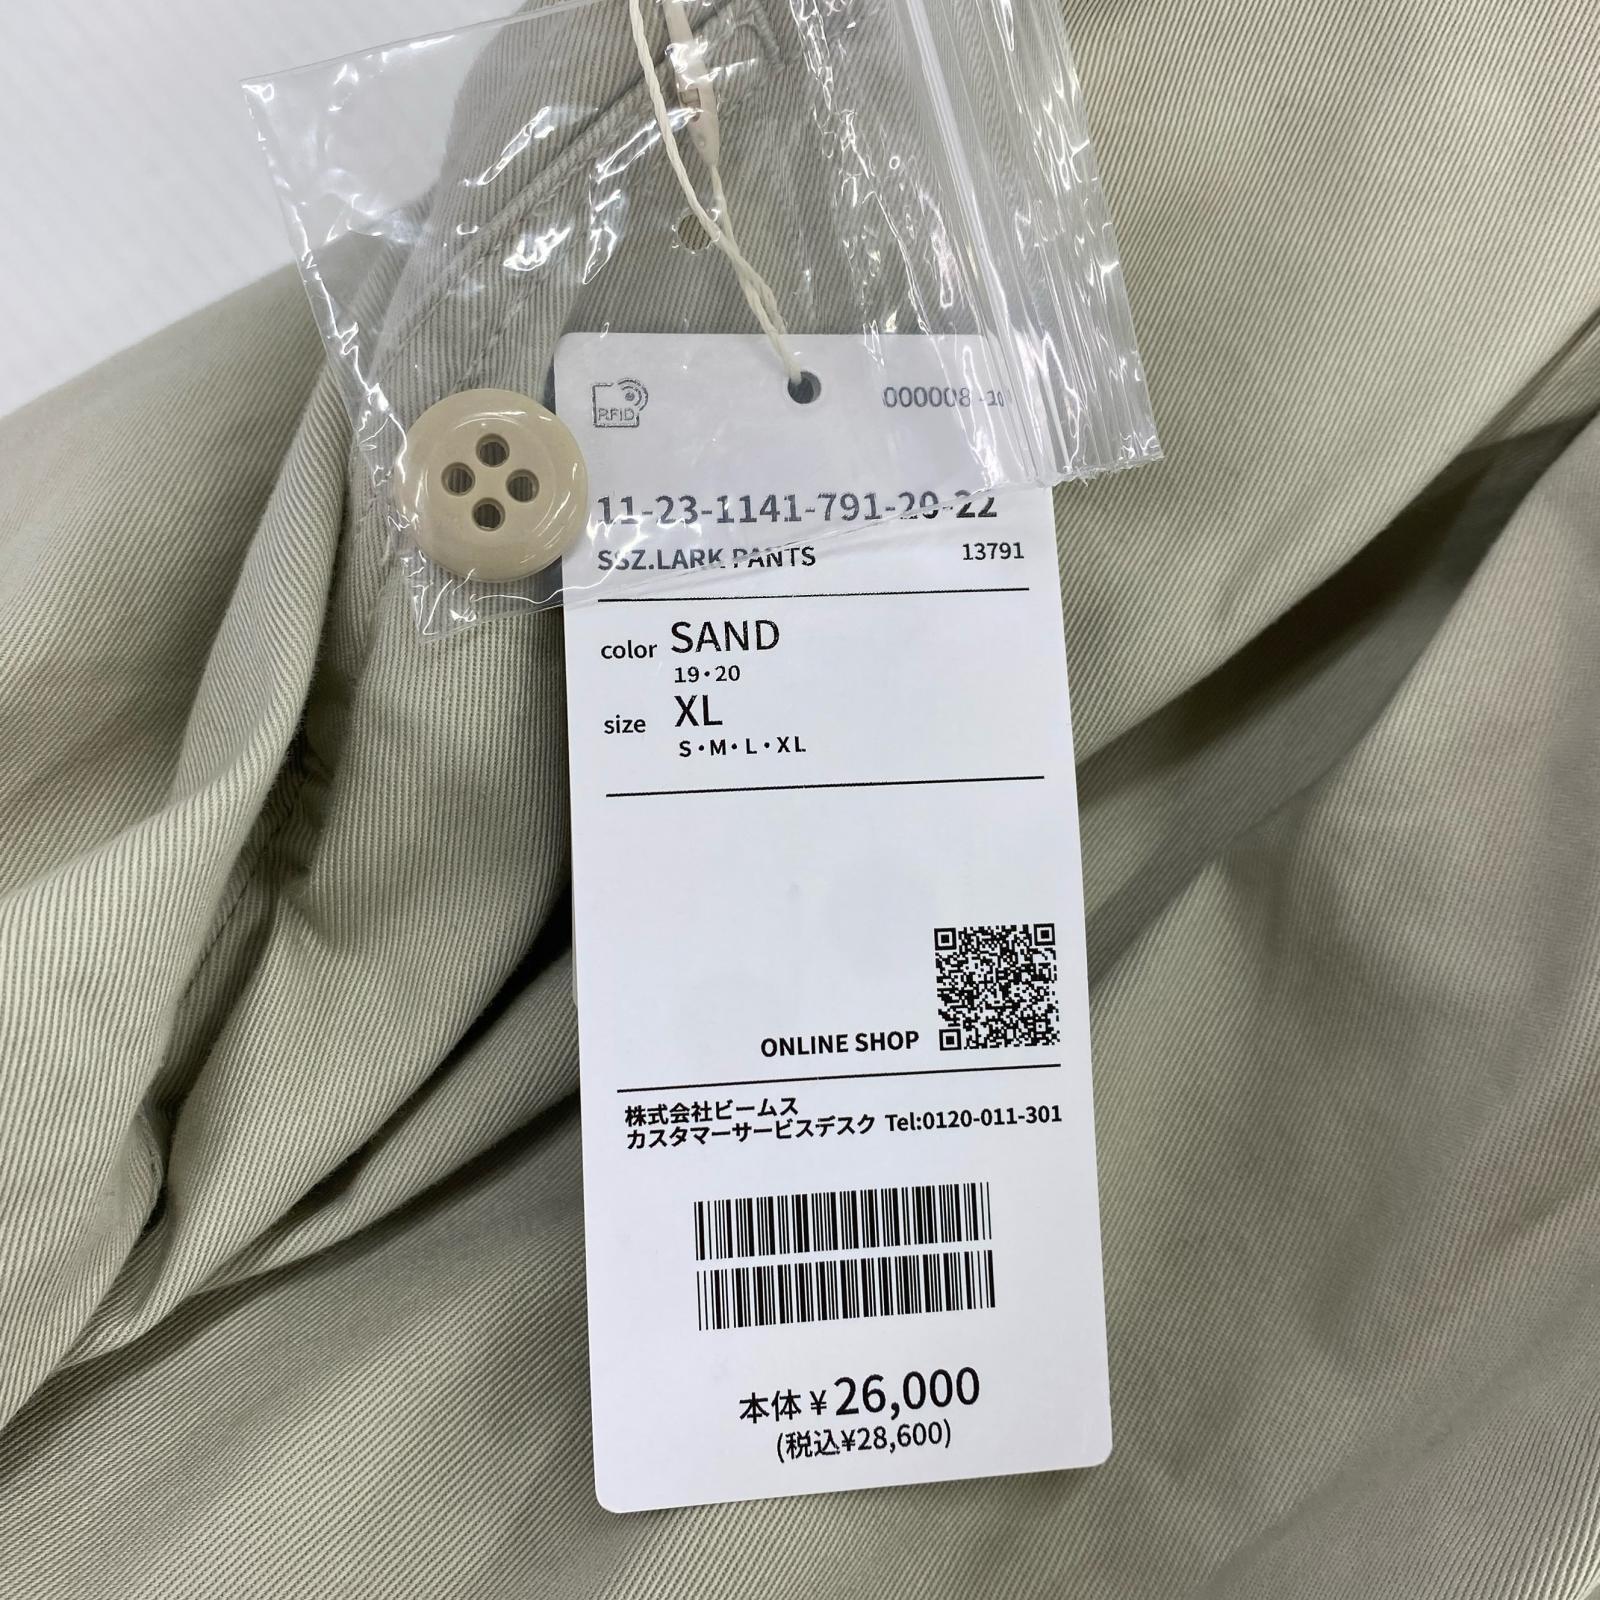 RFID
11-23-1141-791-20-22
SSZ.LARK PANTS 13791
color SAND
19・20
size XL
S・M・L・XL
ONLINE SHOP
株式会社ビームス
カスタマーサービスデスク Tel:0120-011-301
本体¥26,000
(税込¥28,600)